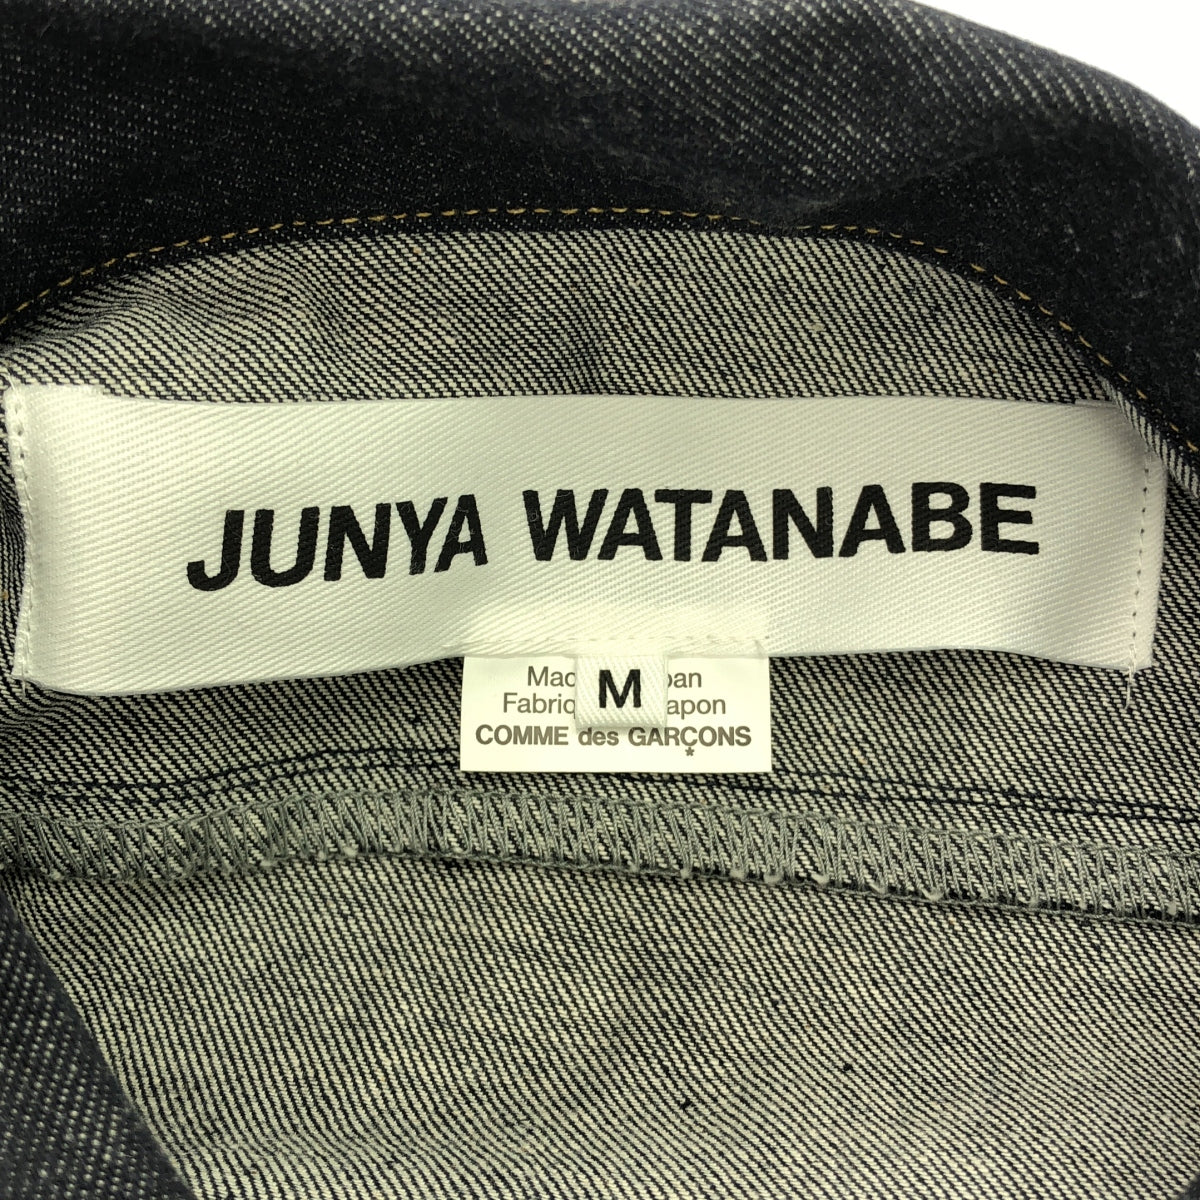 JUNYA WATANABE
M
COMME des GARÇONS
*